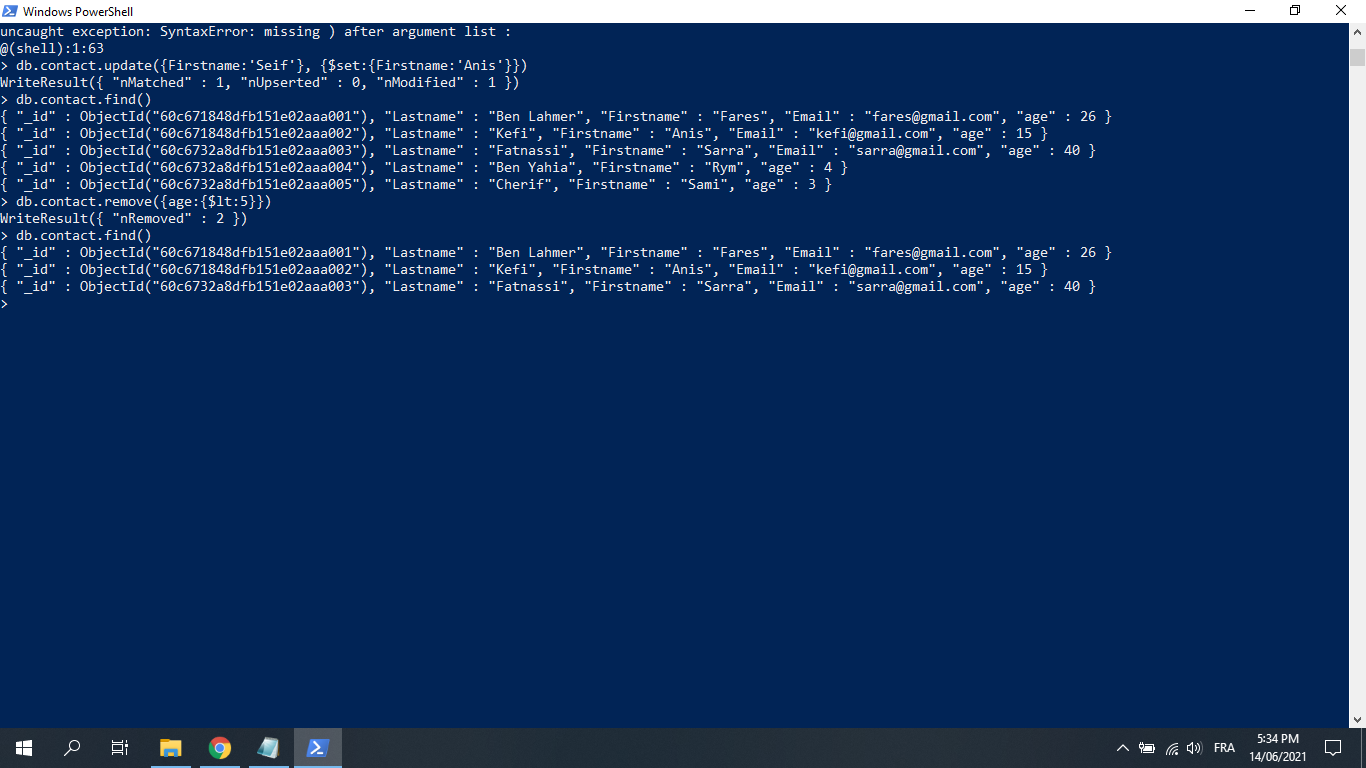 Windows PowerShell
uncaught exception: SyntaxError: missing ) after argument list :
@(shell):1:63
> db.contact.update({Firstname:'Seif'}, {$set:{Firstname:'Anis'}})
WriteResult({ "nMatched" : 1, "nUpserted" : 0, "nModified" : 1 })
> db.contact.find()
{ "_id" : ObjectId("60c671848dfb151e02aaa001"), "Lastname" : "Ben Lahmer", "Firstname" : "Fares", "Email" : "fares@gmail.com", "age" : 26 }
{ "_id" : ObjectId("60c671848dfb151e02aaa002"), "Lastname" : "Kefi", "Firstname" : "Anis", "Email" : "kefi@gmail.com", "age" : 15 }
{ "_id" : ObjectId("60c6732a8dfb151e02aaa003"), "Lastname" : "Fatnassi", "Firstname" : "Sarra", "Email" : "sarra@gmail.com", "age" : 40 }
{ "_id" : ObjectId("60c6732a8dfb151e02aaa004"), "Lastname" : "Ben Yahia", "Firstname" : "Rym", "age" : 4 }
{ "_id" : ObjectId("60c6732a8dfb151e02aaa005"), "Lastname" : "Cherif", "Firstname" : "Sami", "age" : 3 }
> db.contact.remove({age:{$lt:5}})
WriteResult({ "nRemoved" : 2 })
> db.contact.find()
{ "_id" : ObjectId("60c671848dfb151e02aaa001"), "Lastname" : "Ben Lahmer", "Firstname" : "Fares", "Email" : "fares@gmail.com", "age" : 26 }
{ "_id" : ObjectId("60c671848dfb151e02aaa002"), "Lastname" : "Kefi", "Firstname" : "Anis", "Email" : "kefi@gmail.com", "age" : 15 }
{ "_id" : ObjectId("60c6732a8dfb151e02aaa003"), "Lastname" : "Fatnassi", "Firstname" : "Sarra", "Email" : "sarra@gmail.com", "age" : 40 }
>
FRA
5:34 PM
14/06/2021